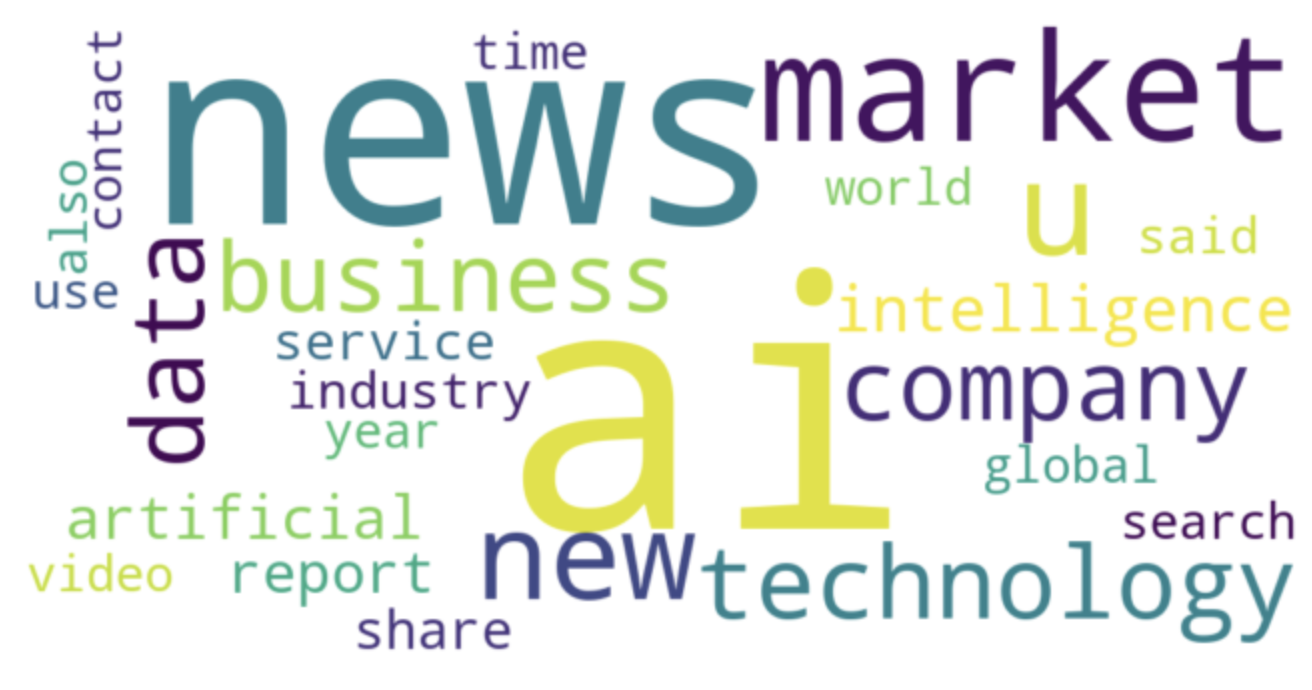 contact
time
news
market
also
world
u
said
data
business
use
intelligence
service
ai
industry
company
year
global
artificial
search
new
technology
video
report
share